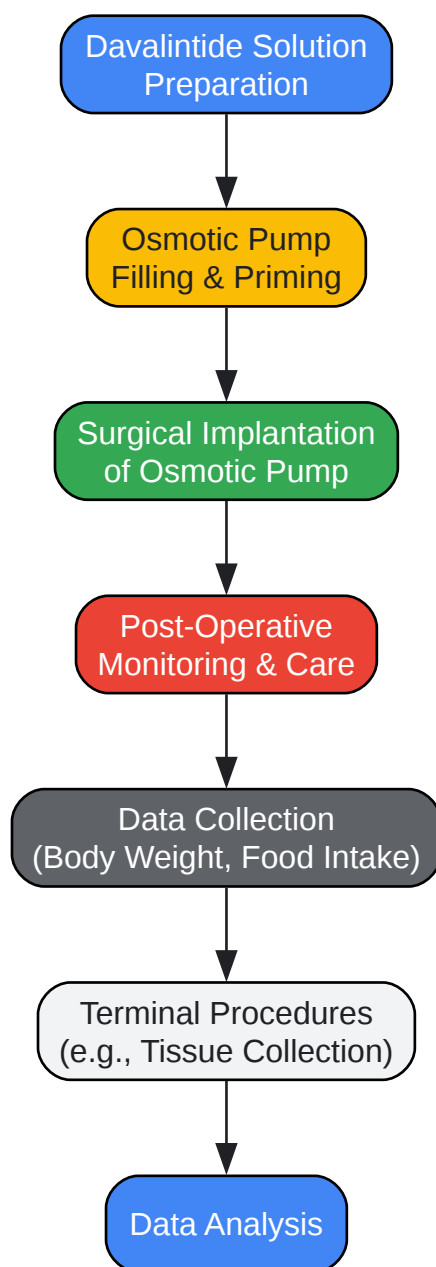 Davalintide Solution
Preparation
Osmotic Pump
Filling & Priming
Surgical Implantation
of Osmotic Pump
Post-Operative
Monitoring & Care
Data Collection
(Body Weight, Food Intake)
Terminal Procedures
(e.g., Tissue Collection)
Data Analysis